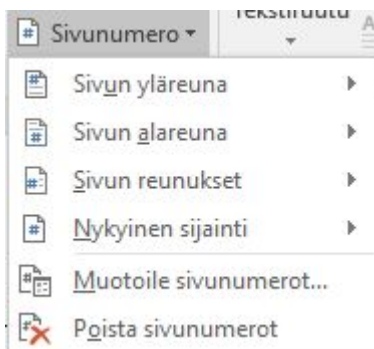 Sivunumero
Tekstiruutu
A
Sivun yläreuna
Sivun alareuna
Sivun reunukset
Nykyinen sijainti
Muotoile sivunumerot...
Poista sivunumerot